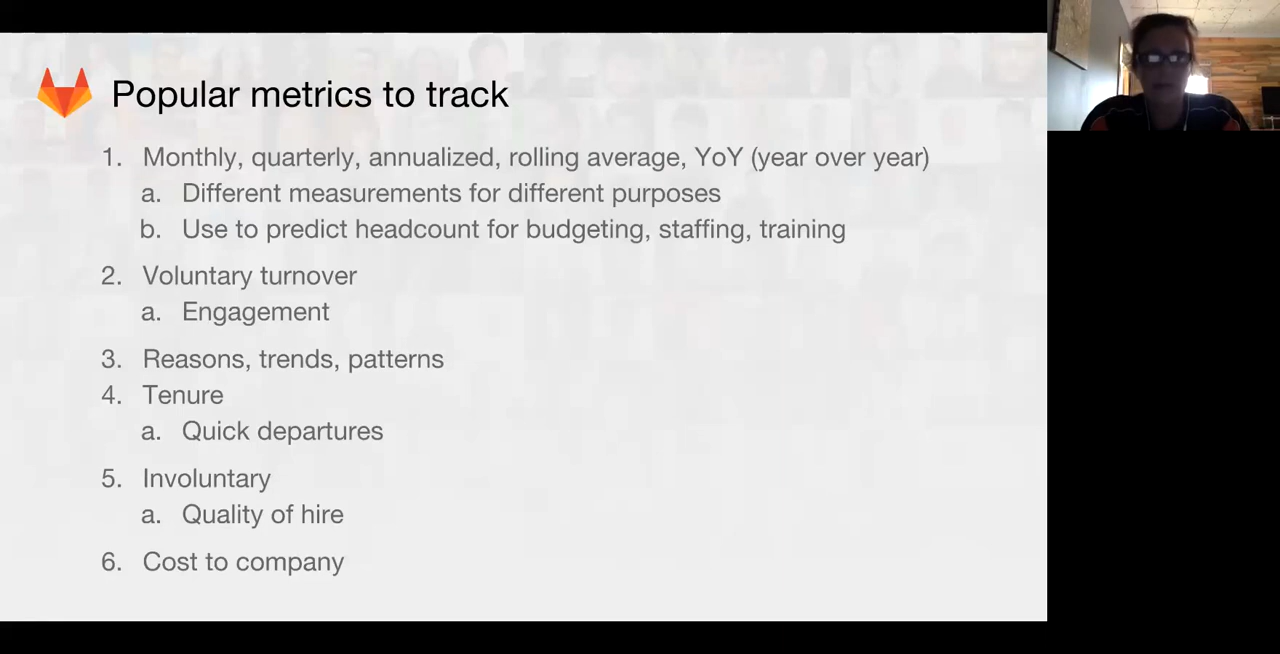 Popular metrics to track
1. Monthly, quarterly, annualized, rolling average, YoY (year over year)
a. Different measurements for different purposes
b. Use to predict headcount for budgeting, staffing, training
2. Voluntary turnover
a. Engagement
3. Reasons, trends, patterns
4. Tenure
a. Quick departures
5. Involuntary
a. Quality of hire
6. Cost to company